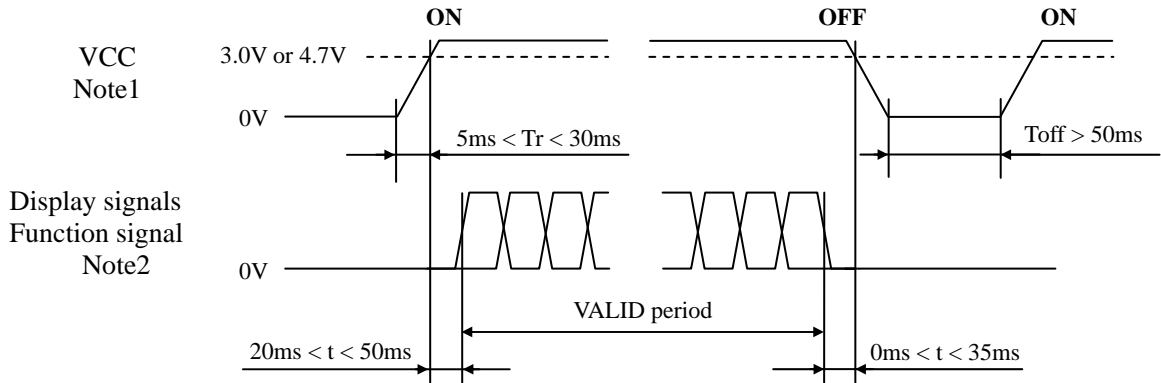 ON OFF ON
VCC
Note1
3.0V or 4.7V
0V
5ms < Tr < 30ms
Toff > 50ms
Display signals
Function signal
Note2
0V
VALID period
20ms < t < 50ms
0ms < t < 35ms